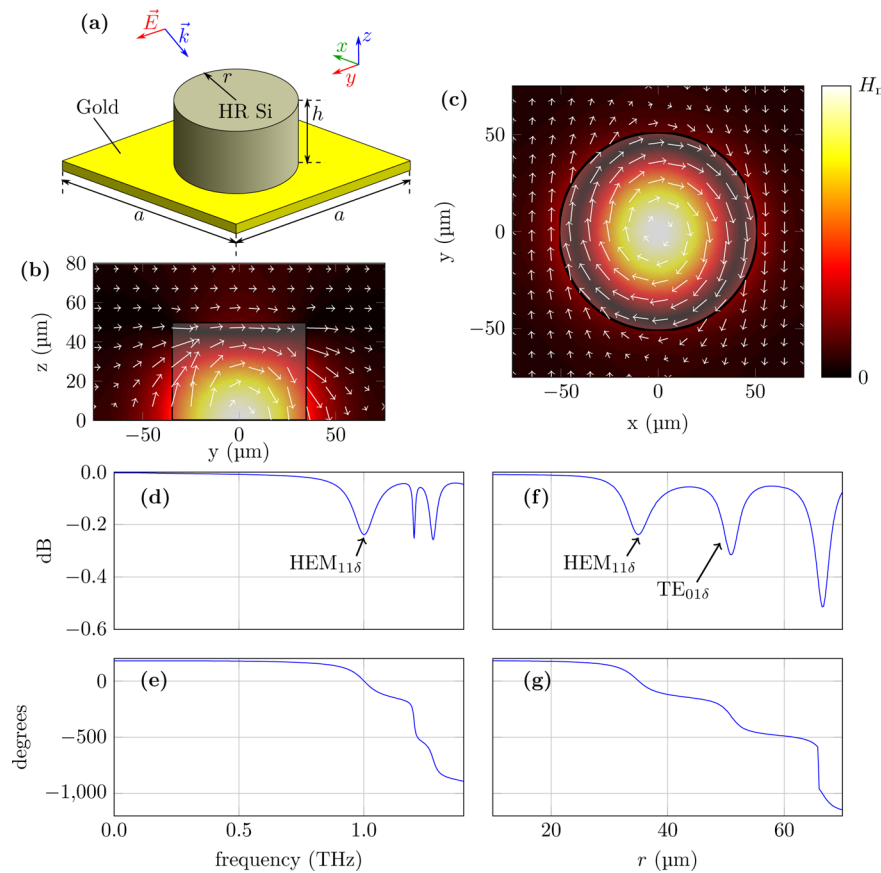 (a)
E⃗
k⃗
x
z
y
r
Gold
HR Si
h
a
a
(b)
80
60
40
20
0
z (µm)
−50
0
50
y (µm)
(c)
50
0
−50
y (µm)
−50
0
50
x (µm)
0
(d)
0.0
−0.2
−0.4
−0.6
dB
HEM₁₁δ
(f)
HEM₁₁δ
TE₀₁δ
(e)
0
−500
−1,000
degrees
0.0
0.5
1.0
frequency (THz)
(g)
20
40
60
r (µm)